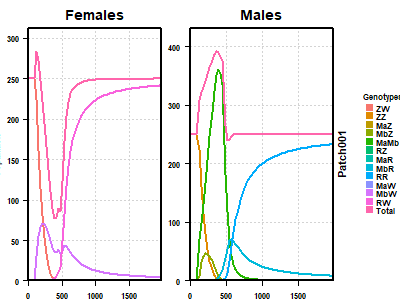 Females
Males
300
250
200
150
100
50
0
0
500
1000
1500
400
300
200
100
0
0
500
1000
1500
Patch001
Genotypes
ZW
ZZ
MaZ
MbZ
MaMb
RZ
MaR
MbR
RR
MaW
MbW
RW
Total